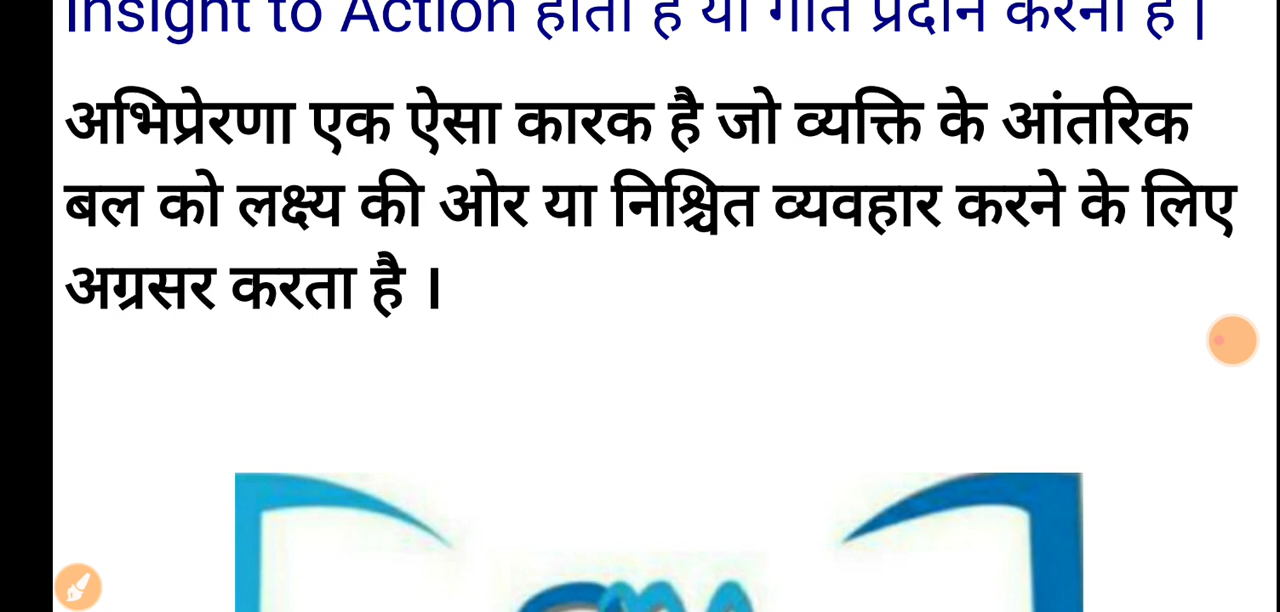 Insight to Action होता है या गति प्रदान करना है |
अभिप्रेरणा एक ऐसा कारक है जो व्यक्ति के आंतरिक
बल को लक्ष्य की ओर या निश्चित व्यवहार करने के लिए
अग्रसर करता है ।